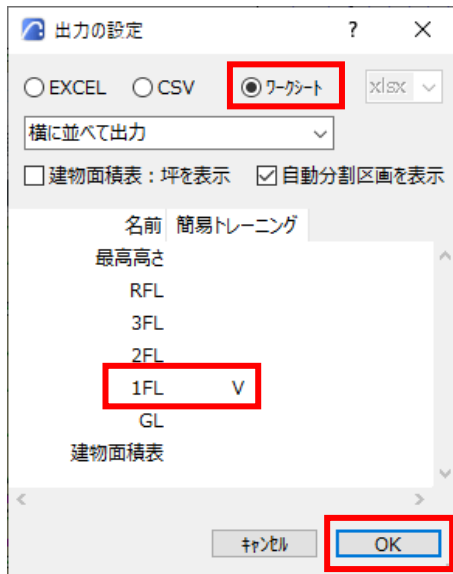 出力の設定 ? ×
EXCEL CSV ﾜｰｸｼｰﾄ xlsx
横に並べて出力
建物面積表：坪を表示 自動分割区画を表示
名前 簡易トレーニング
最高高さ
RFL
3FL
2FL
1FL V
GL
建物面積表
ｷｬﾝｾﾙ OK